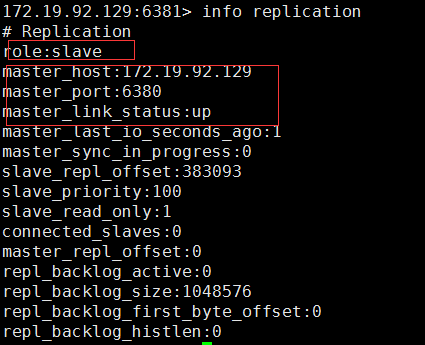 172.19.92.129:6381> info replication
# Replication
role:slave
master_host:172.19.92.129
master_port:6380
master_link_status:up
master_last_io_seconds_ago:1
master_sync_in_progress:0
slave_repl_offset:383093
slave_priority:100
slave_read_only:1
connected_slaves:0
master_repl_offset:0
repl_backlog_active:0
repl_backlog_size:1048576
repl_backlog_first_byte_offset:0
repl_backlog_histlen:0